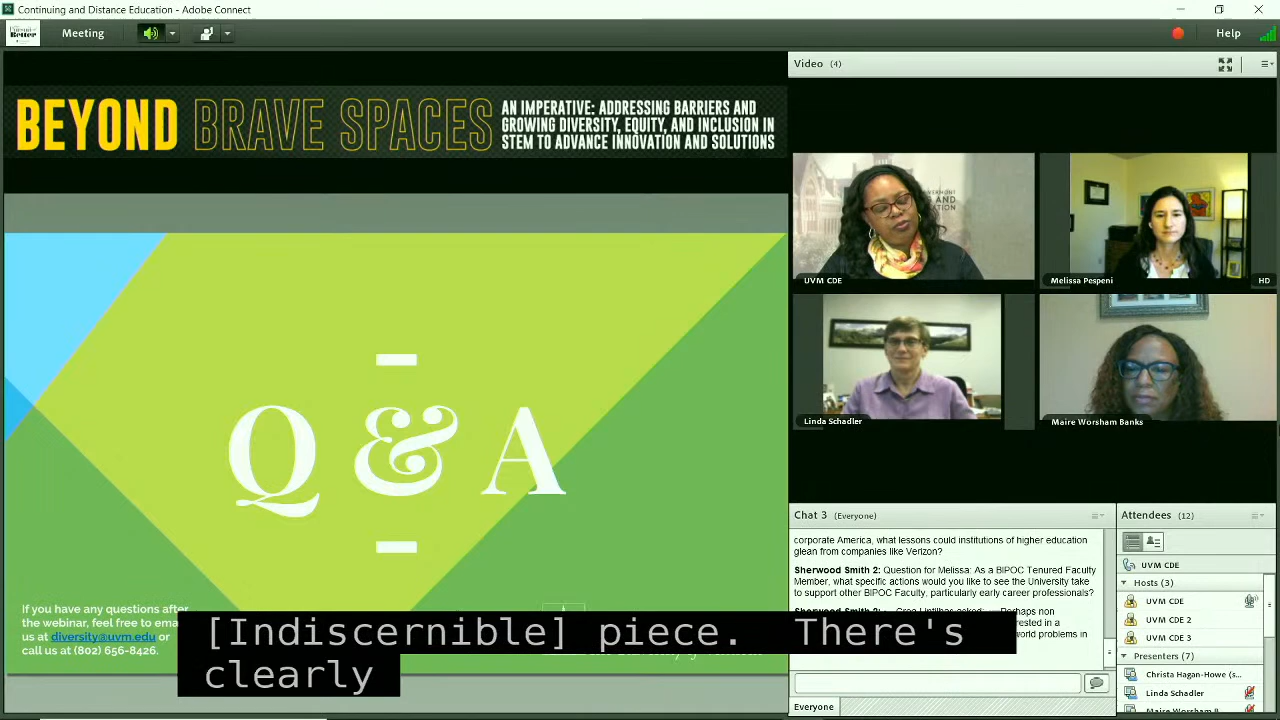 Continuing and Distance Education - Adobe Connect
Meeting
Help
BEYOND BRAVE SPACES
AN IMPERATIVE: ADDRESSING BARRIERS AND
GROWING DIVERSITY, EQUITY, AND INCLUSION IN
STEM TO ADVANCE INNOVATION AND SOLUTIONS
Q & A
If you have any questions after
the webinar, feel free to ema
us at diversity@uvm.edu or
call us at (802) 656-8426.
[Indiscernible] piece. There's
clearly
Video (4)
UVM CDE
Melissa Pespeni
HD
Linda Schadler
Maire Worsham Banks
Chat 3 (Everyone)
corporate America, what lessons could institutions of higher education
glean from companies like Verizon?
Sherwood Smith 2: Question for Melissa: As a BIPOC Tenured Faculty
Member, what specific actions would you like to see the University take
to support other BIPOC Faculty, particularly early career professionals?
Everyone
Attendees (12)
UVM CDE
Hosts (3)
UVM CDE
UVM CDE 2
UVM CDE 3
Presenters (7)
Christa Hagan-Howe (s...
Linda Schadler